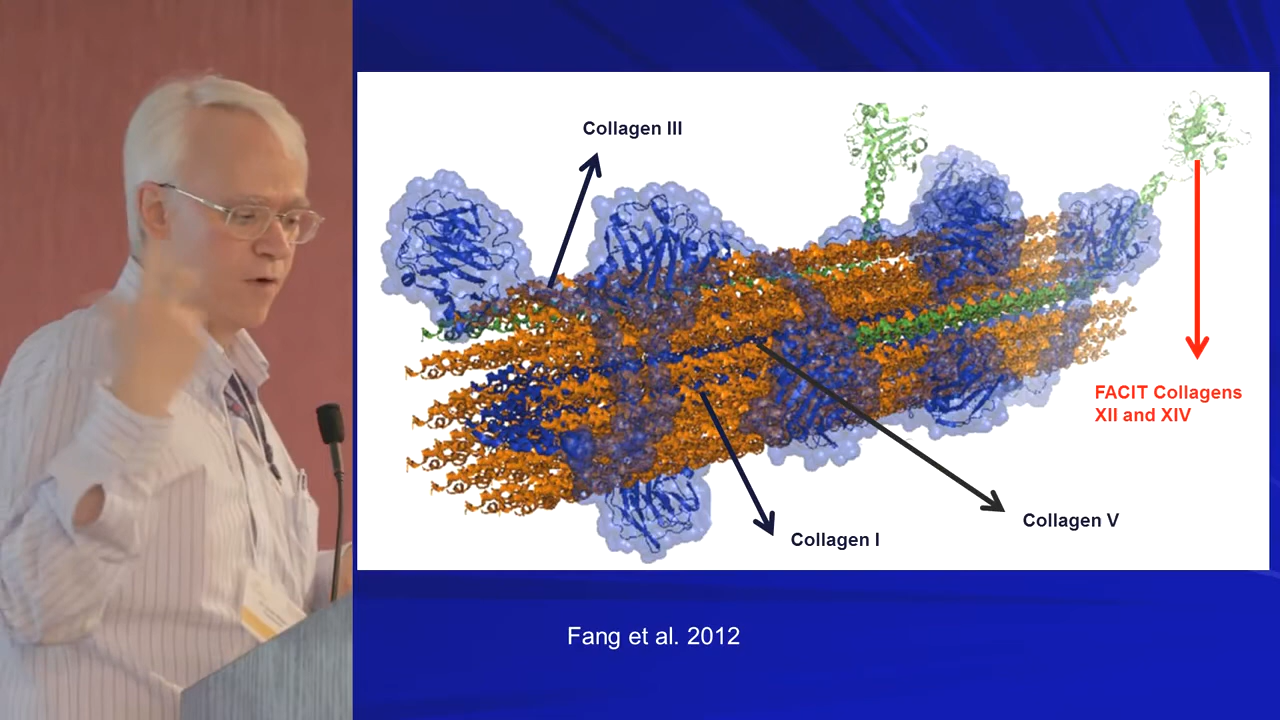 Collagen III
FACIT Collagens
XII and XIV
Collagen V
Collagen I
Fang et al. 2012